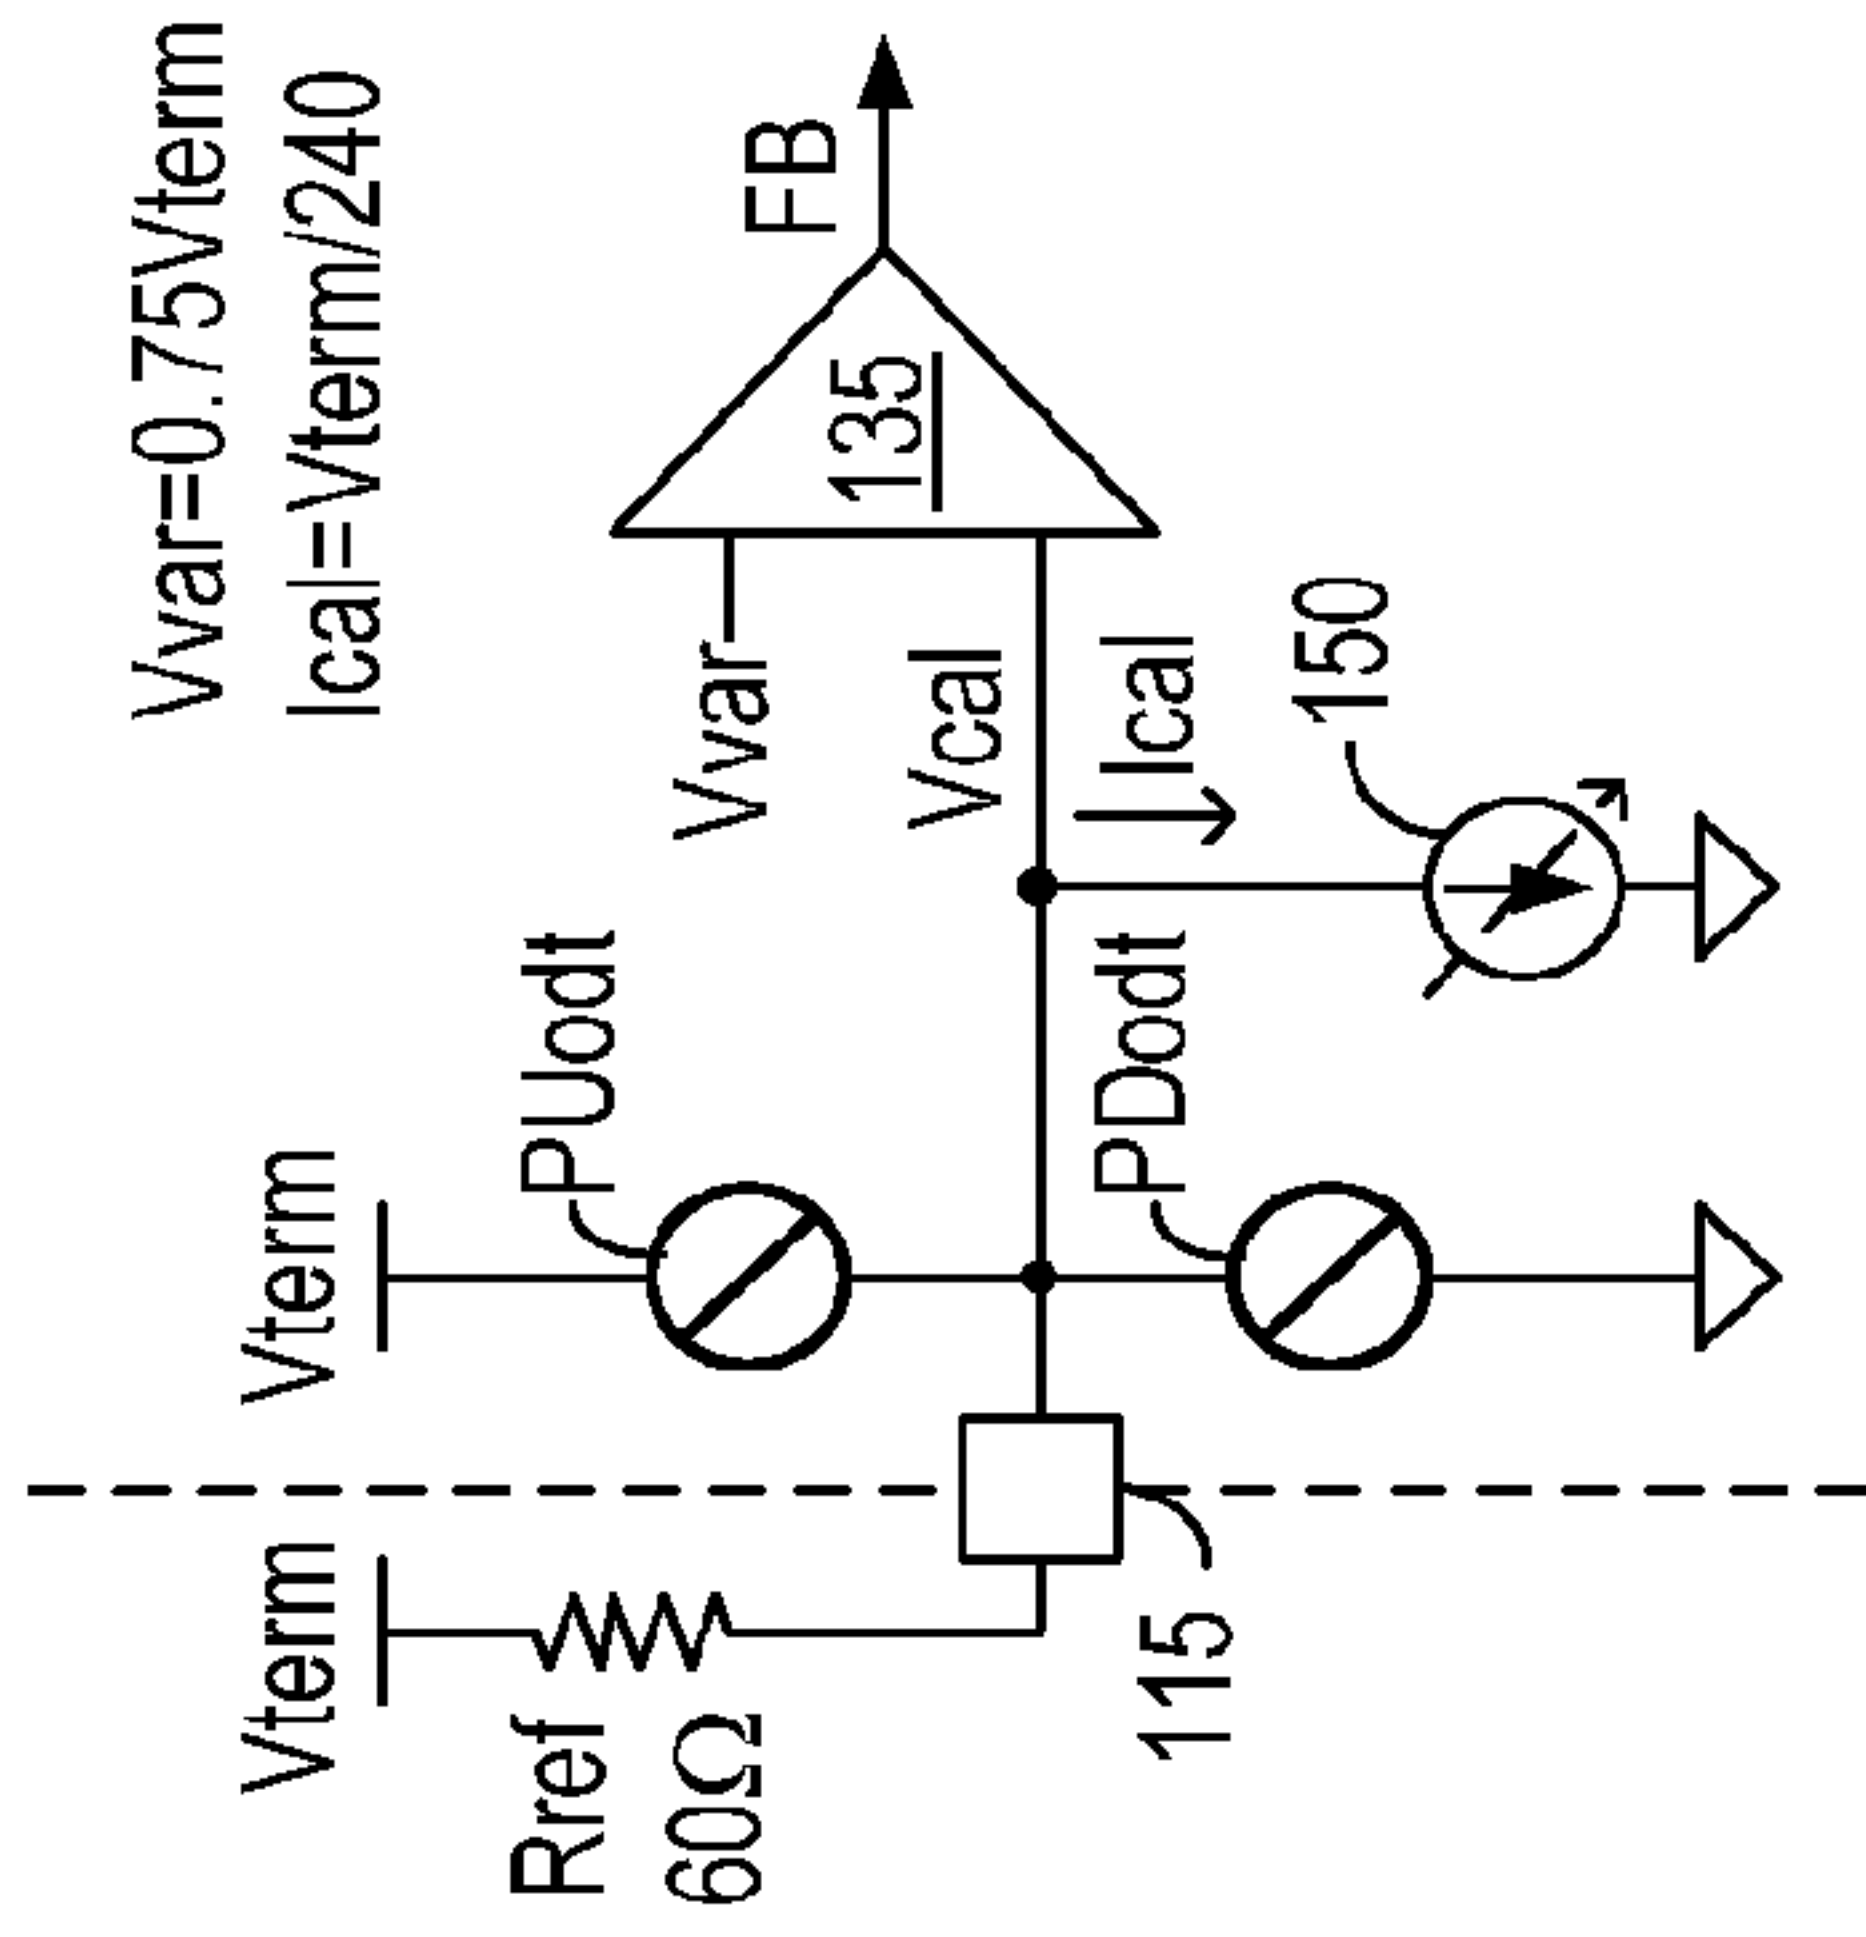 Vvar=0.75Vterm
Ical=Vterm/240
Vterm
Vterm
Rref
60Ω
PUodt
Vvar
FB
135
Vcal
115
PDodt
Ical
150